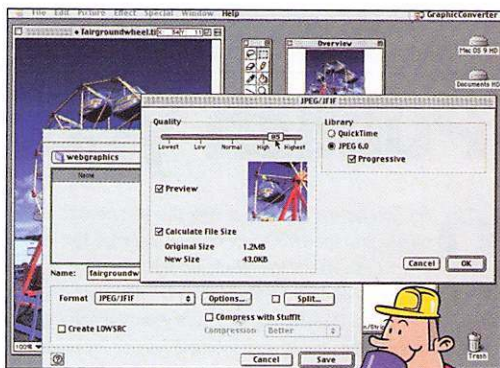 File Edit Picture Effect Special Window Help
GraphicConverter
fairgroundwheel.ti
X 54 Y 11
Overview
Mac OS 9 HD
Documents HD
JPEG/JFIF
Quality
85
Lowest Low Normal High Highest
Preview
Calculate File Size
Original Size 1.2MB
New Size 43.0KB
Library
QuickTime
JPEG 6.0
Progressive
Cancel OK
webgraphics
Name
Name: fairgroundw
Format JPEG/JFIF Options... Split...
Compress with StuffIt
Create LOWSRC
Compression Better
100%
Cancel Save
Trash